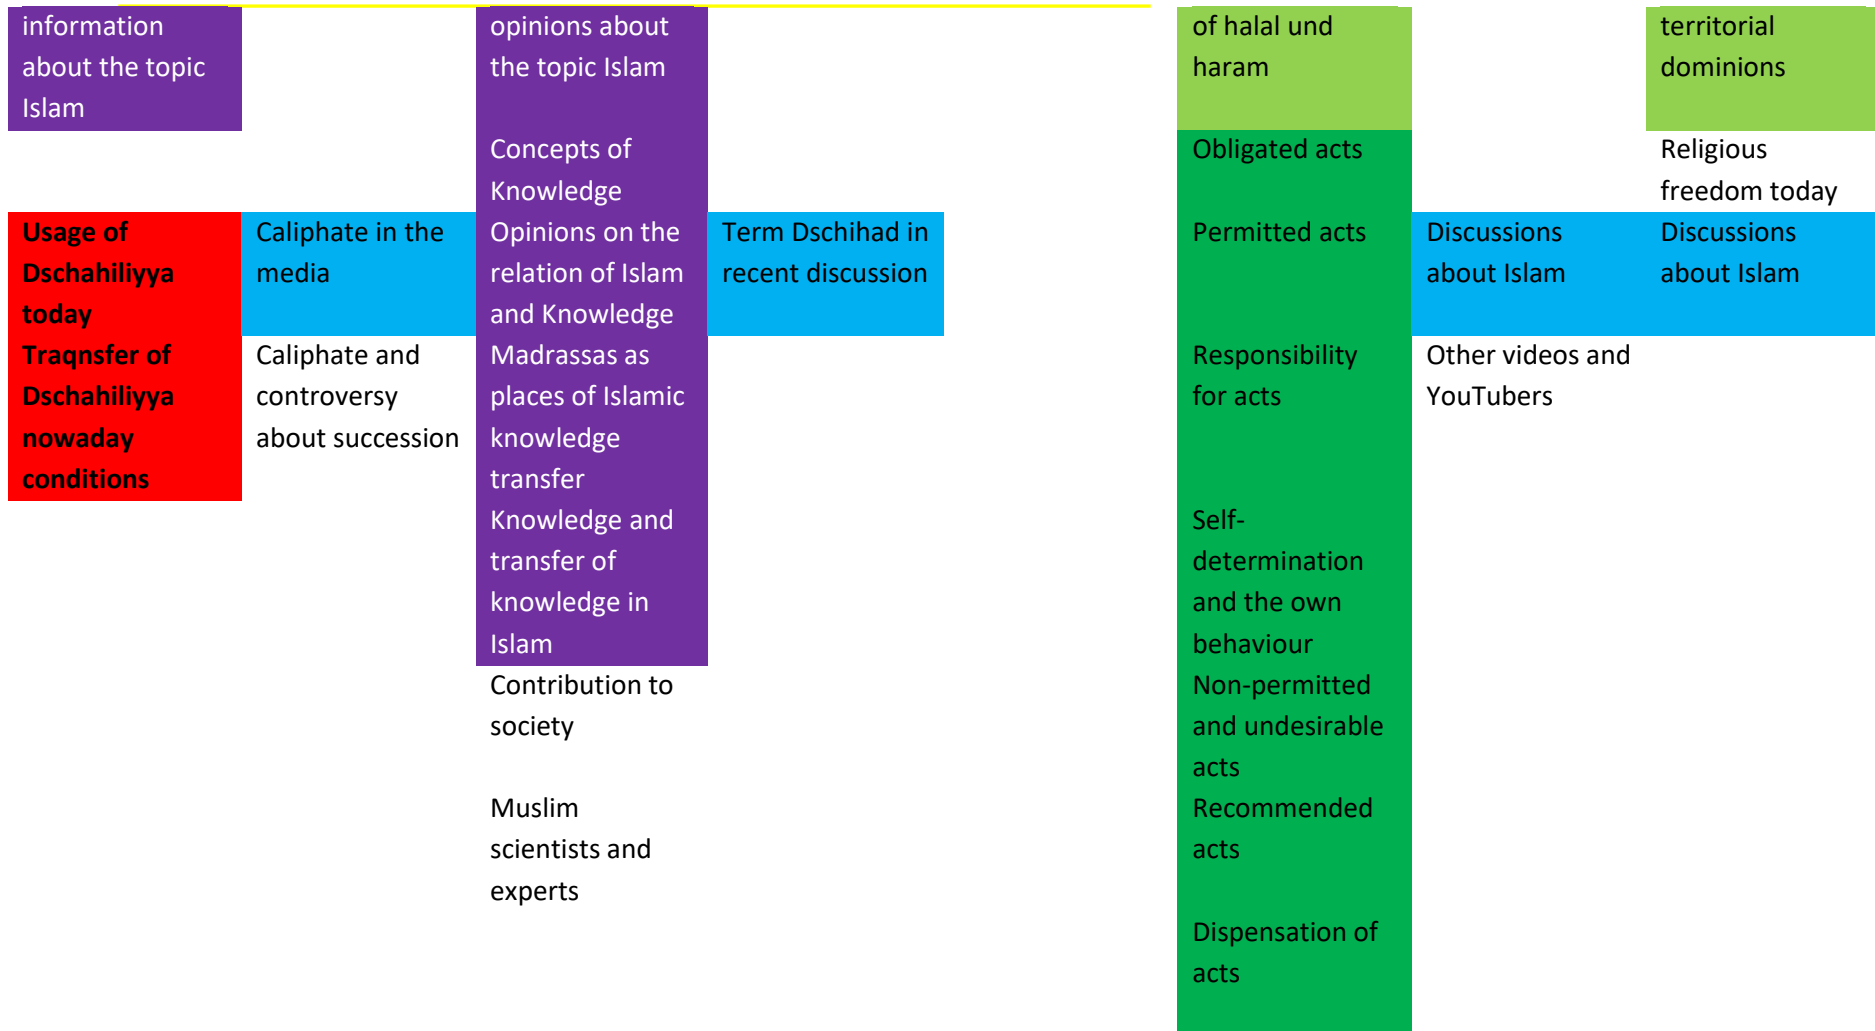 information
about the topic
Islam
opinions about
the topic Islam
of halal und
haram
territorial
dominions
Concepts of
Knowledge
Obligated acts
Religious
freedom today
Usage of
Dschahiliyya
today
Caliphate in the
media
Opinions on the
relation of Islam
and Knowledge
Term Dschihad in
recent discussion
Permitted acts
Discussions
about Islam
Discussions
about Islam
Traqnsfer of
Dschahiliyya
nowaday
conditions
Caliphate and
controversy
about succession
Madrassas as
places of Islamic
knowledge
transfer
Responsibility
for acts
Other videos and
YouTubers
Knowledge and
transfer of
knowledge in
Islam
Self-
determination
and the own
behaviour
Contribution to
society
Non-permitted
and undesirable
acts
Muslim
scientists and
experts
Recommended
acts
Dispensation of
acts